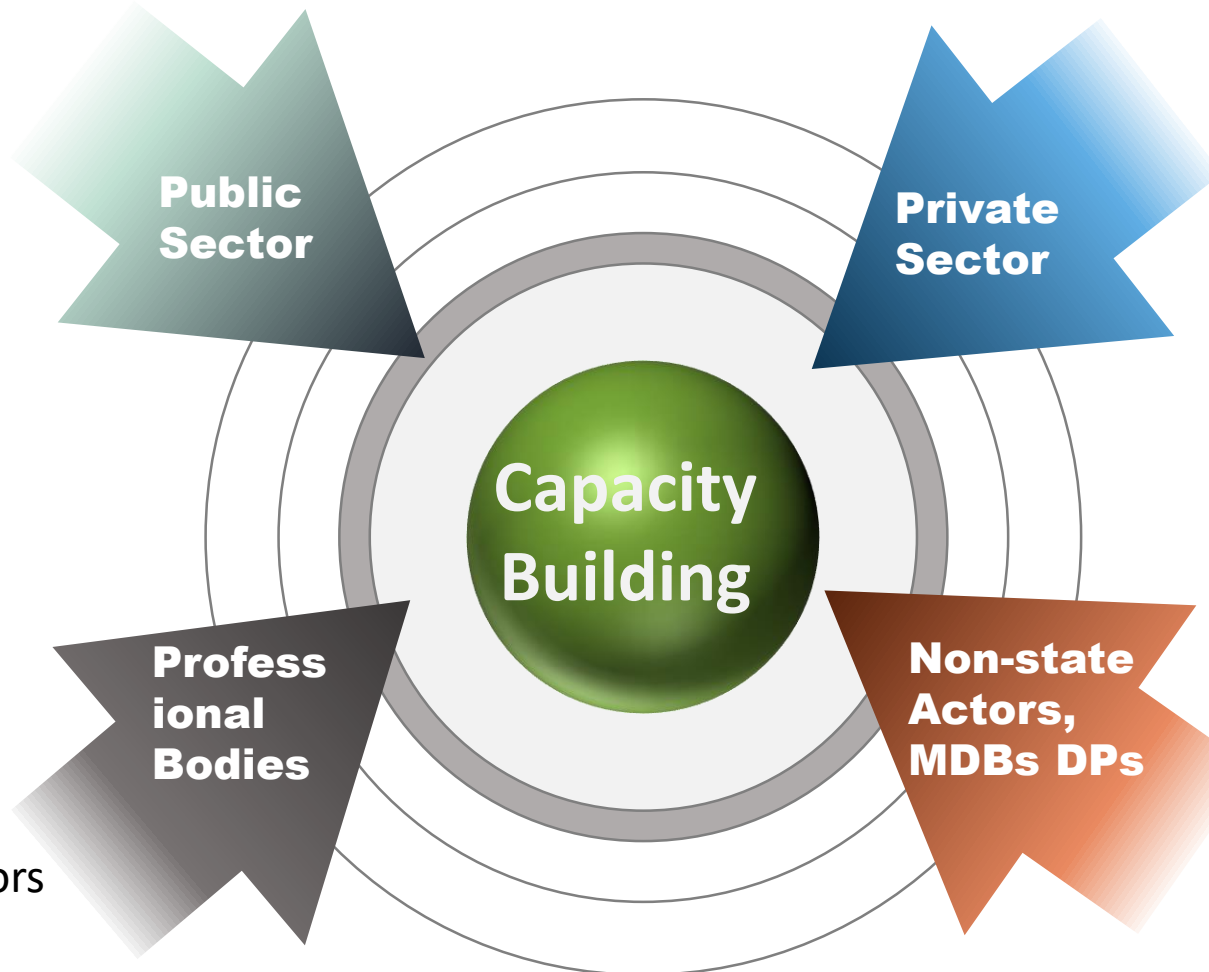 Public
Sector
Private
Sector
Capacity
Building
Profess
ional
Bodies
Non-state
Actors,
MDBs DPs
ors